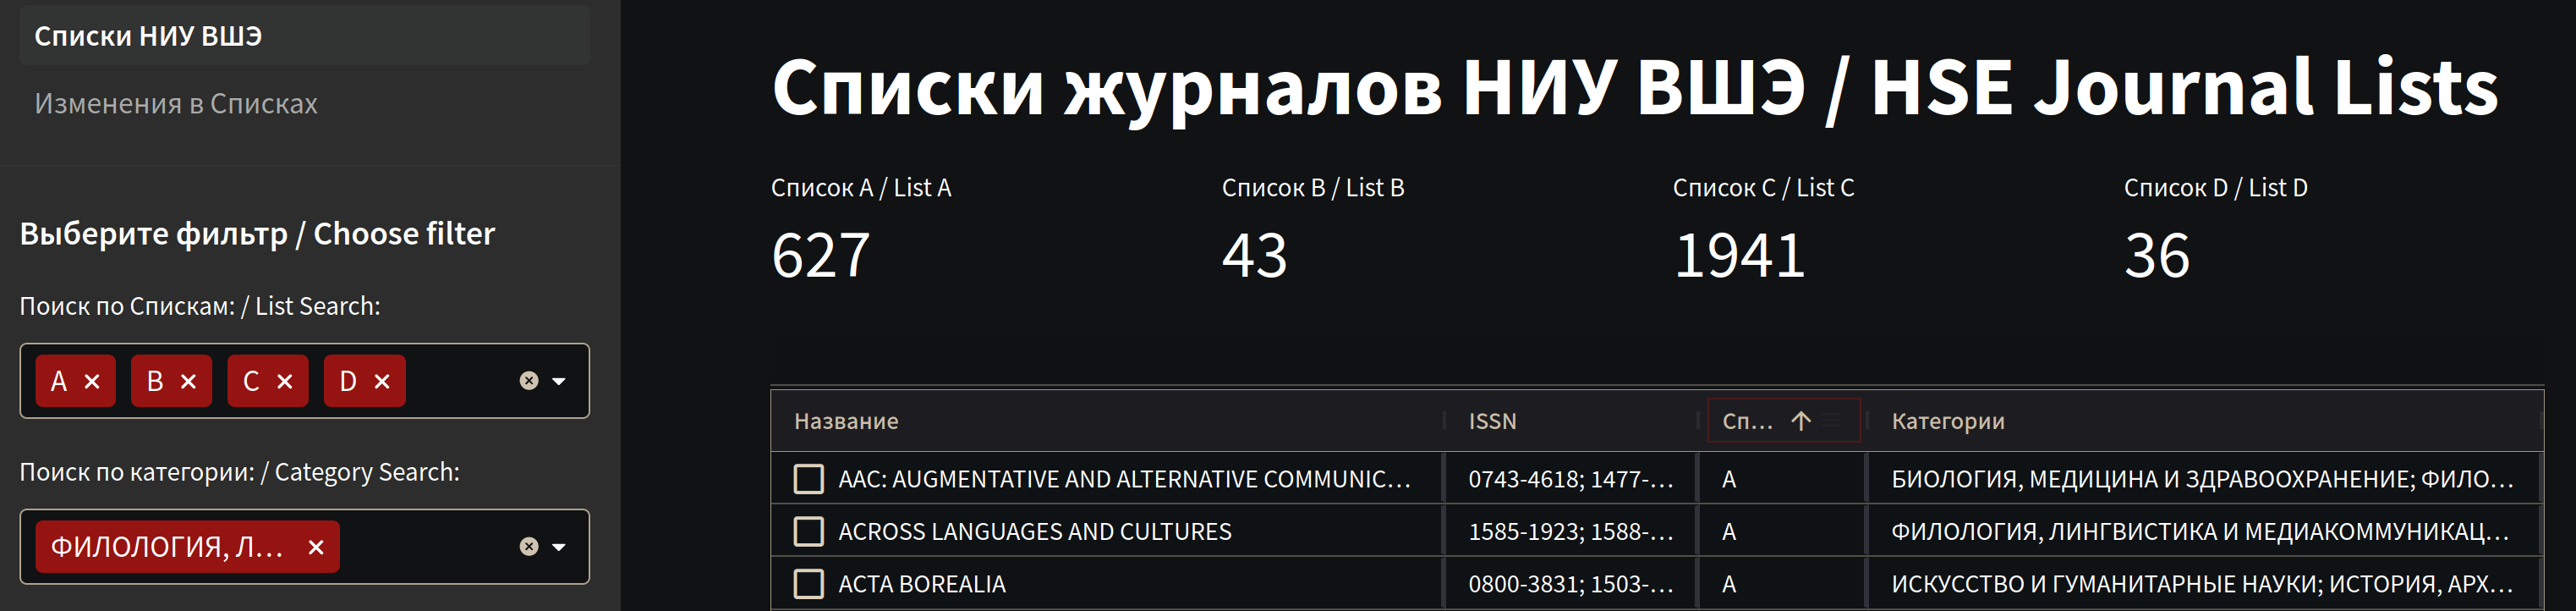 Списки НИУ ВШЭ
Изменения в Списках
Выберите фильтр / Choose filter
Поиск по Спискам: / List Search:
A B C D
Поиск по категории: / Category Search:
ФИЛОЛОГИЯ, Л...
Списки журналов НИУ ВШЭ / HSE Journal Lists
Список A / List A Список B / List B Список C / List C Список D / List D
627 43 1941 36
Название ISSN Сп... Категории
AAC: AUGMENTATIVE AND ALTERNATIVE COMMUNIC... 0743-4618; 1477-... A БИОЛОГИЯ, МЕДИЦИНА И ЗДРАВООХРАНЕНИЕ; ФИЛО...
ACROSS LANGUAGES AND CULTURES 1585-1923; 1588-... A ФИЛОЛОГИЯ, ЛИНГВИСТИКА И МЕДИАКОММУНИКАЦ...
ACTA BOREALIA 0800-3831; 1503-... A ИСКУССТВО И ГУМАНИТАРНЫЕ НАУКИ; ИСТОРИЯ, АРХ...